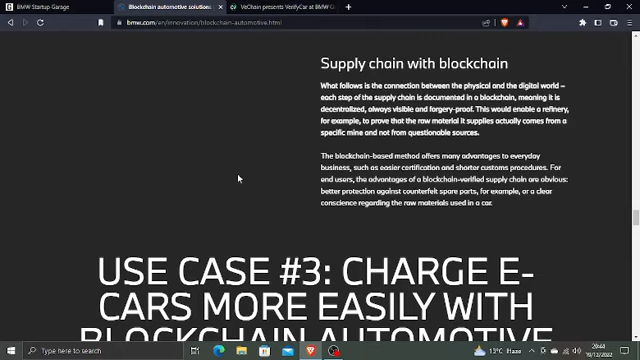 BMW Startup Garage
Blockchain automotive solution
VeChain presents VerifyCar at BMW
bmw.com/en/innovation/blockchain-automotive.html
Supply chain with blockchain
What follows is the connection between the physical and the digital world –
each step of the supply chain is documented in a blockchain, meaning it is
decentralized, always visible and forgery-proof. This would enable a refinery,
for example, to prove that the raw material it supplies actually comes from a
specific mine and not from questionable sources.
The blockchain-based method offers many advantages to everyday
business, such as easier certification and shorter customs procedures. For
end users, the advantages of a blockchain-verified supply chain are obvious:
better protection against counterfeit spare parts, for example, or a clear
conscience regarding the raw materials used in a car.
USE CASE #3: CHARGE E-
CARS MORE EASILY WITH
BLOCKCHAIN AUTOMOTIVE
Type here to search
13°C Haze
19/12/2022